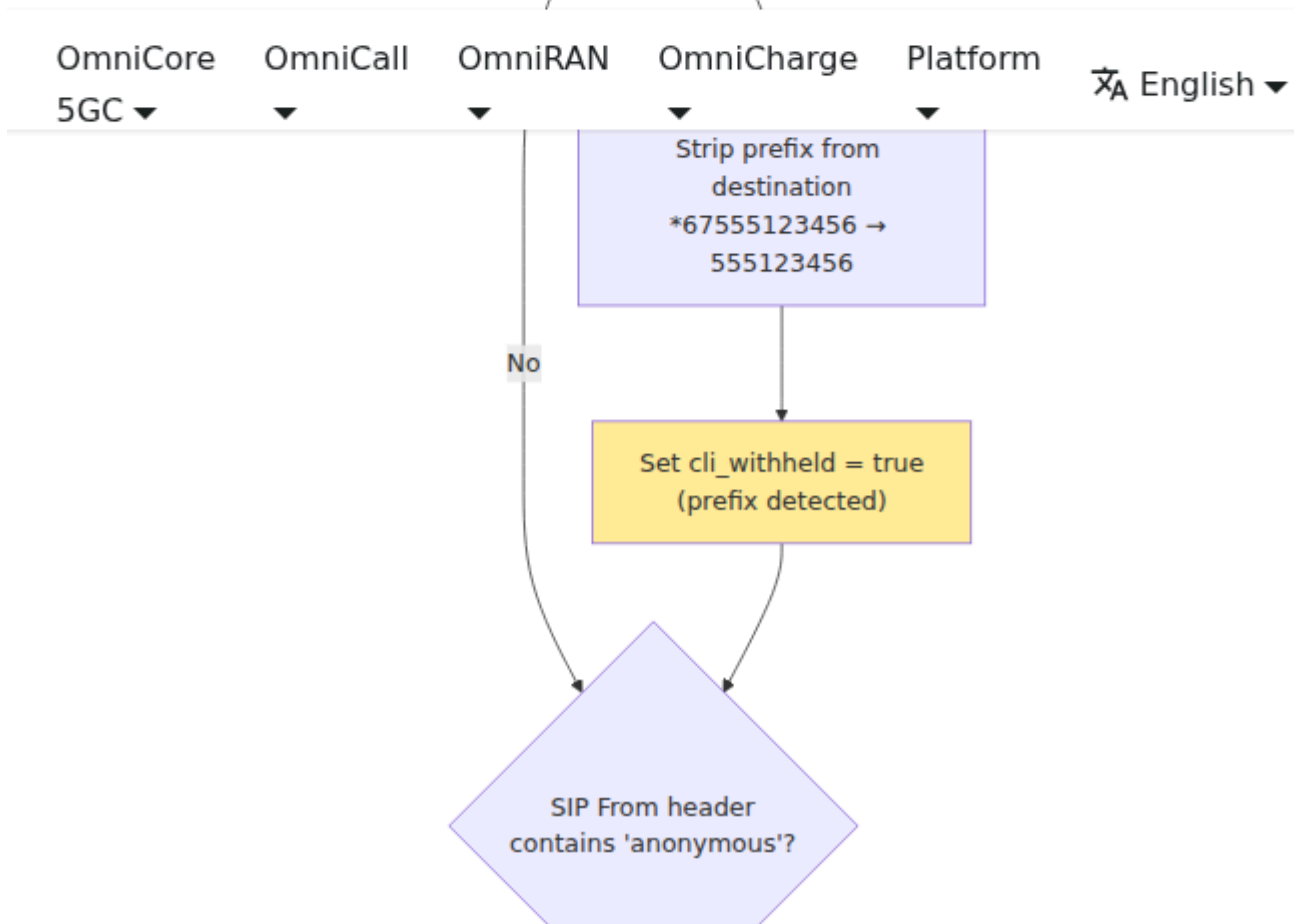 OmniCore
5GC
OmniCall
OmniRAN
OmniCharge
Platform
English
Strip prefix from
destination
*67555123456 →
555123456
No
Set cli_withheld = true
(prefix detected)
SIP From header
contains 'anonymous'?